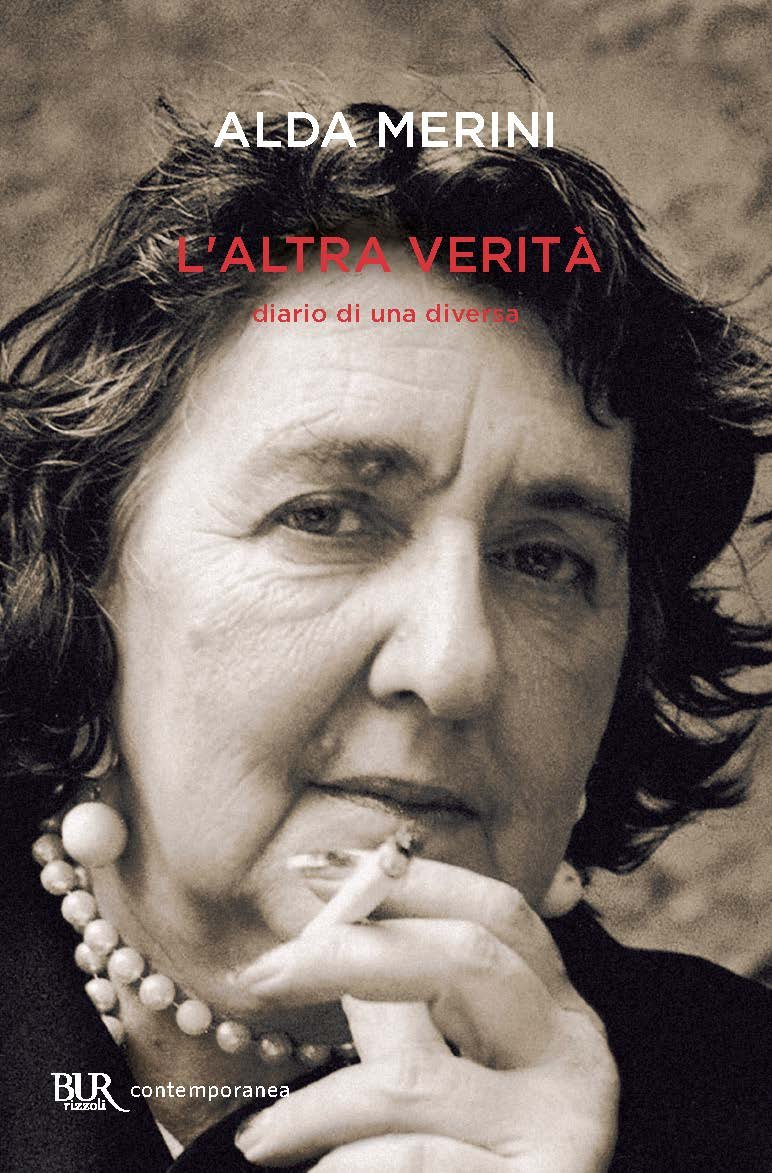 ALDA MERINI
L'ALTRA VERITÀ
diario di una diversa
BUR contemporanea
rizzoli